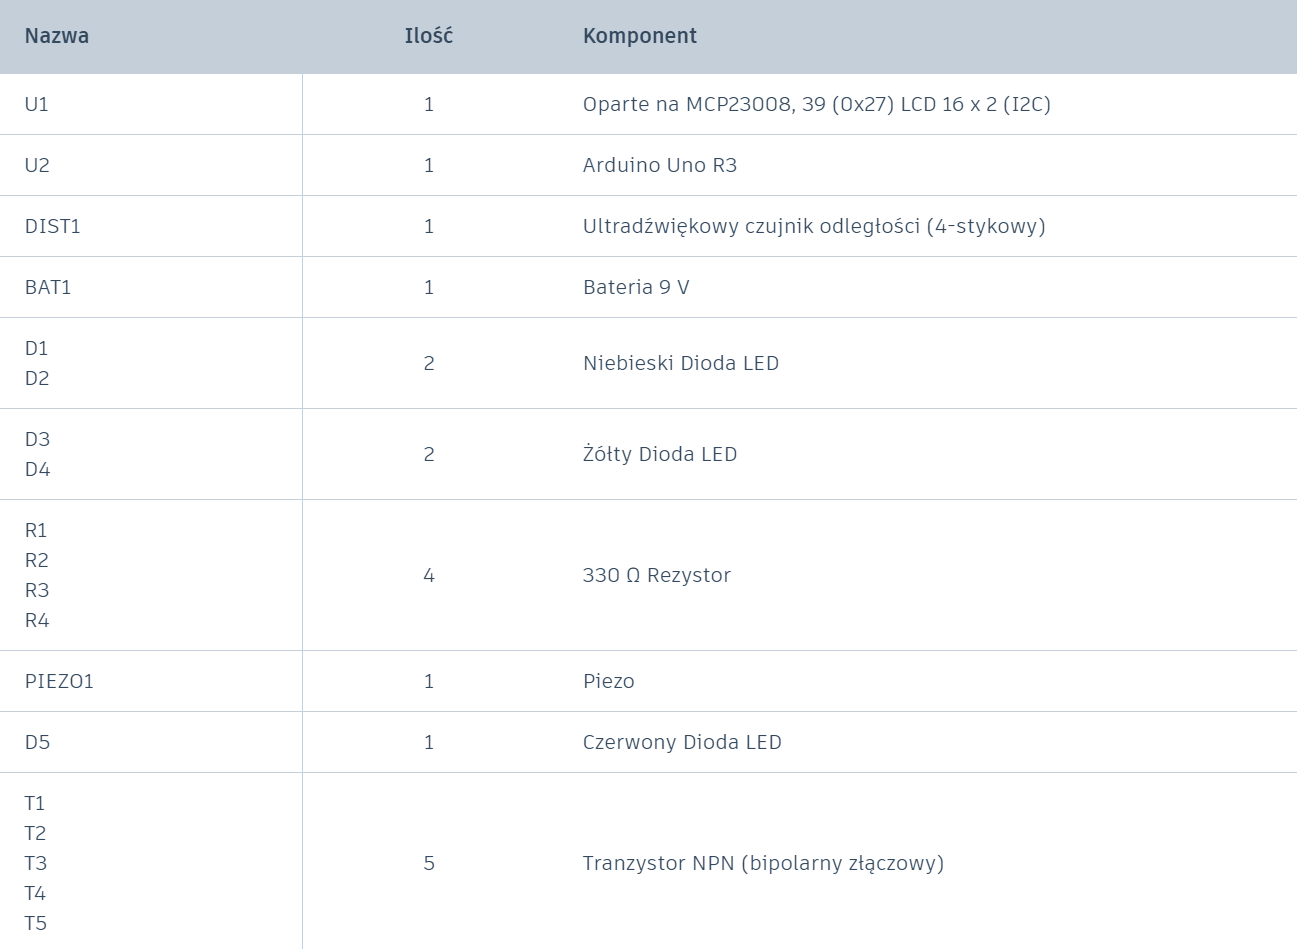 Nazwa Ilość Komponent
U1 1 Oparte na MCP23008, 39 (0x27) LCD 16 x 2 (I2C)
U2 1 Arduino Uno R3
DIST1 1 Ultradźwiękowy czujnik odległości (4-stykowy)
BAT1 1 Bateria 9 V
D1
D2
2 Niebieski Dioda LED
D3
D4
2 Żółty Dioda LED
R1
R2
R3
R4
4 330 Ω Rezystor
PIEZO1 1 Piezo
D5 1 Czerwony Dioda LED
T1
T2
T3
T4
T5
5 Tranzystor NPN (bipolarny złączowy)